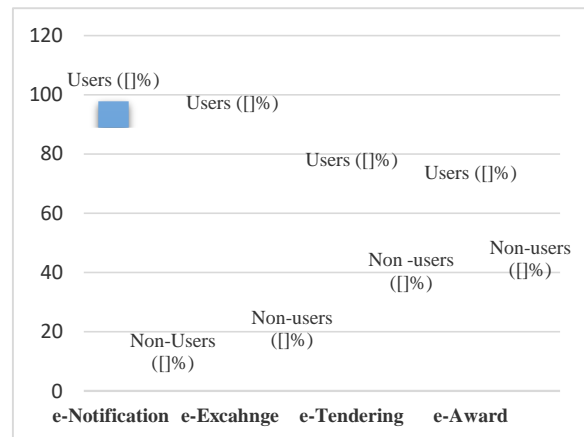 120
Users ([]%)
100
Users ([]%)
80
Users ([]%)
Users ([]%)
60
Non-users
([]%)
Non -users
([]%)
40
Non-users
([]%)
20
Non-Users
([]%)
0
e-Notification e-Excahnge e-Tendering e-Award